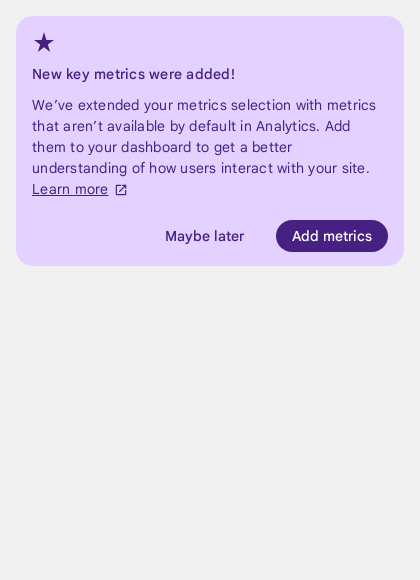 New key metrics were added!
We’ve extended your metrics selection with metrics
that aren’t available by default in Analytics. Add
them to your dashboard to get a better
understanding of how users interact with your site.
Learn more
Maybe later
Add metrics